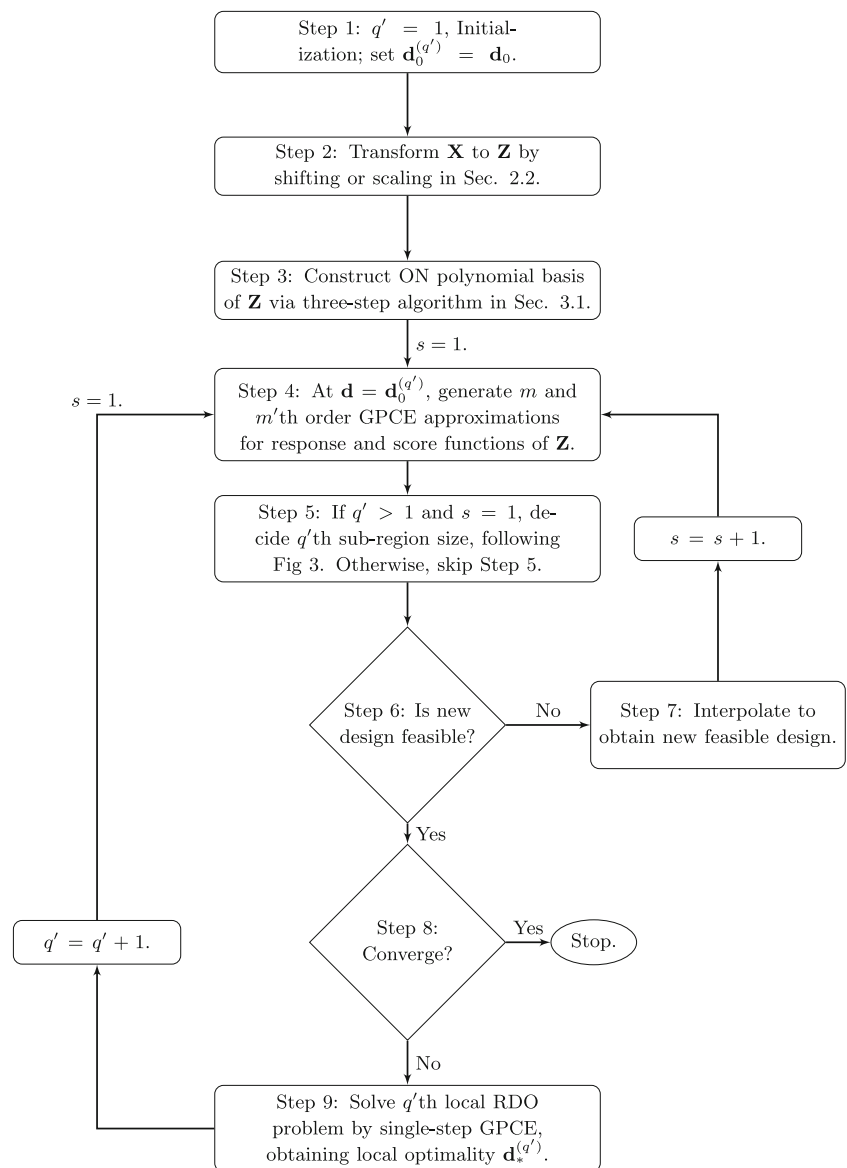 Step 1: q′ = 1, Initial-
ization; set d₀^(q′) = d₀.
Step 2: Transform X to Z by
shifting or scaling in Sec. 2.2.
Step 3: Construct ON polynomial basis
of Z via three-step algorithm in Sec. 3.1.
s = 1.
s = 1.
Step 4: At d = d₀^(q′), generate m and
m′th order GPCE approximations
for response and score functions of Z.
Step 5: If q′ > 1 and s = 1, de-
cide q′th sub-region size, following
Fig 3. Otherwise, skip Step 5.
s = s + 1.
Step 6: Is new
design feasible?
No
Step 7: Interpolate to
obtain new feasible design.
Yes
Step 8:
Converge?
Yes
Stop.
q′ = q′ + 1.
No
Step 9: Solve q′th local RDO
problem by single-step GPCE,
obtaining local optimality d∗^(q′).